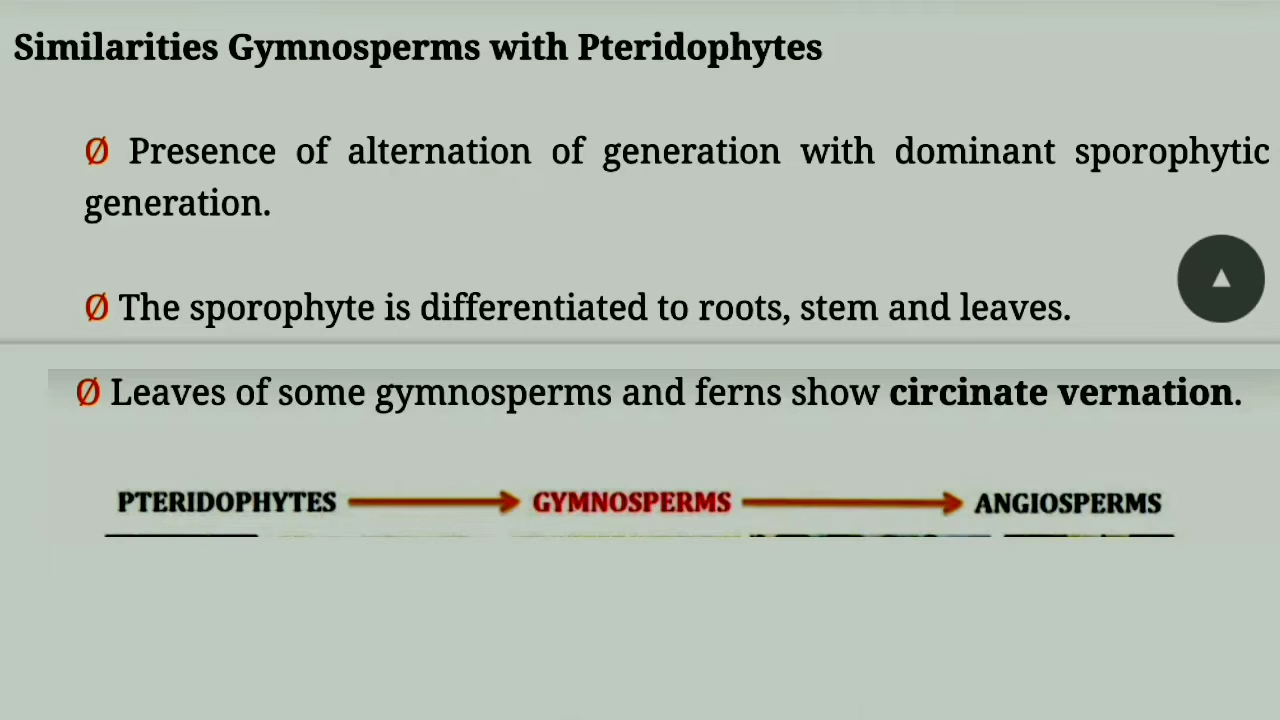 Similarities Gymnosperms with Pteridophytes
Ø Presence of alternation of generation with dominant sporophytic
generation.
Ø The sporophyte is differentiated to roots, stem and leaves.
Ø Leaves of some gymnosperms and ferns show circinate vernation.
PTERIDOPHYTES GYMNOSPERMS ANGIOSPERMS